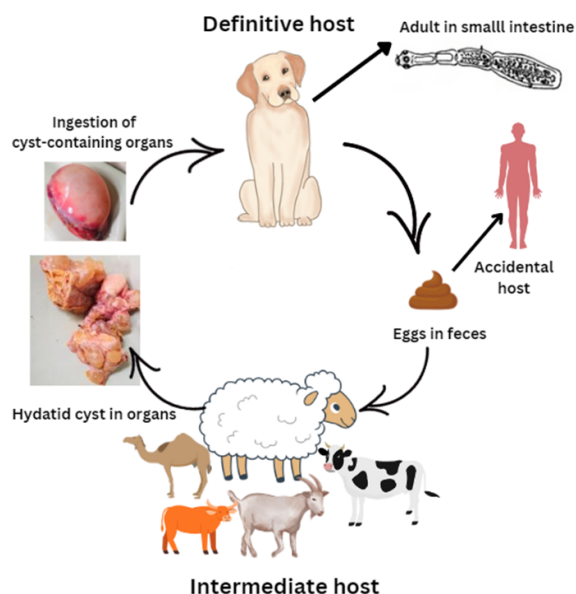 Definitive host
Adult in smalll intestine
Ingestion of
cyst-containing organs
Accidental
host
Eggs in feces
Hydatid cyst in organs
Intermediate host